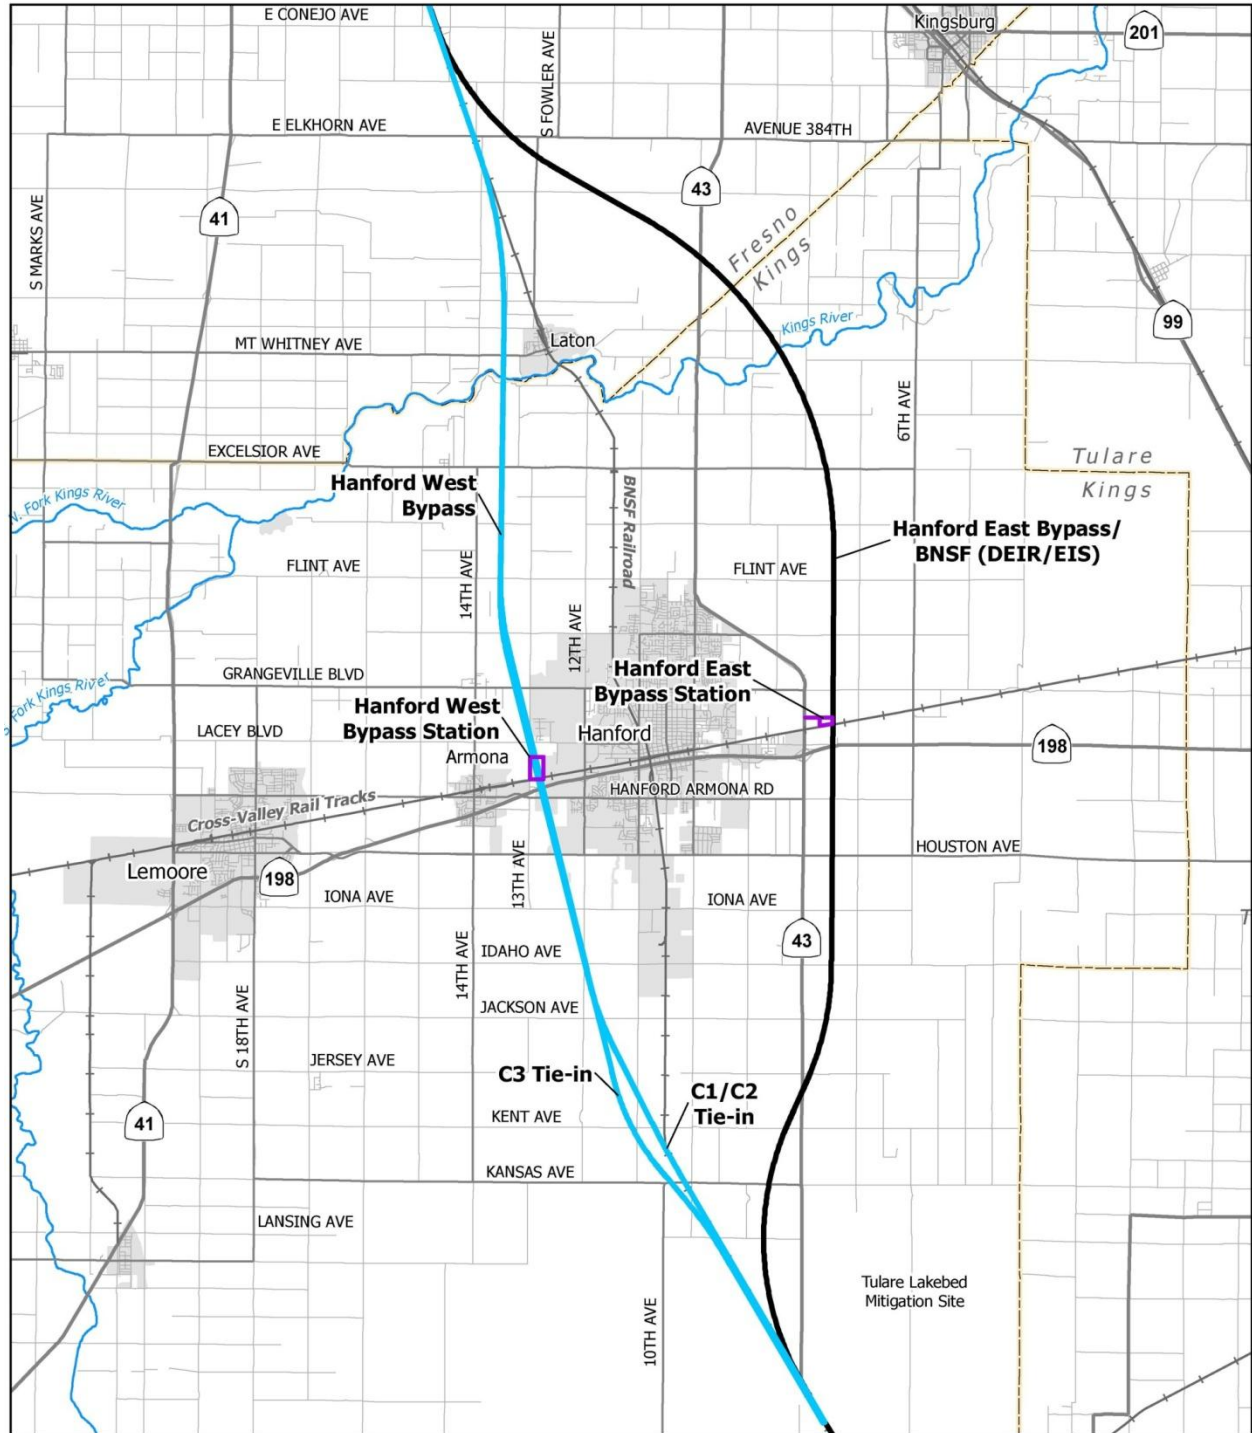 E CONEJO AVE
Kingsburg
201
S FOWLER AVE
E ELKHORN AVE
AVENUE 384TH
43
41
S MARKS AVE
Fresno
Kings
99
Kings River
MT WHITNEY AVE
Laton
6TH AVE
EXCELSIOR AVE
Tulare
Kings
Hanford West
Bypass
N. Fork Kings River
BNSF Railroad
Hanford East Bypass/
BNSF (DEIR/EIS)
FLINT AVE
FLINT AVE
14TH AVE
12TH AVE
Hanford East
Bypass Station
GRANGEVILLE BLVD
Fork Kings River
Hanford West
Bypass Station
LACEY BLVD
Hanford
Armona
198
HANFORD ARMONA RD
Cross-Valley Rail Tracks
HOUSTON AVE
Lemoore
198
13TH AVE
IONA AVE
IONA AVE
T
43
IDAHO AVE
14TH AVE
JACKSON AVE
S 18TH AVE
JERSEY AVE
C3 Tie-in
C1/C2
Tie-in
41
KENT AVE
KANSAS AVE
LANSING AVE
Tulare Lakebed
Mitigation Site
10TH AVE